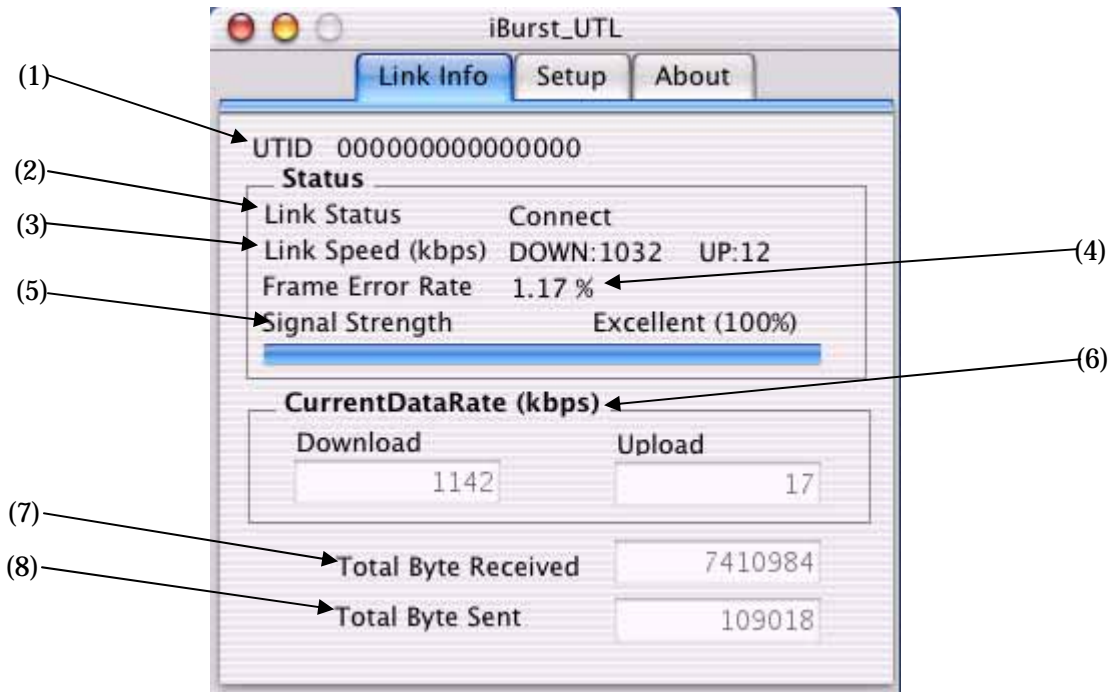 iBurst_UTL
Link Info Setup About
(1)
UTID 000000000000000
(2)
Status
Link Status Connect
(3)
Link Speed (kbps) DOWN:1032 UP:12
(4)
Frame Error Rate 1.17 %
(5)
Signal Strength Excellent (100%)
(6)
CurrentDataRate (kbps)
Download Upload
1142 17
(7)
Total Byte Received 7410984
(8)
Total Byte Sent 109018